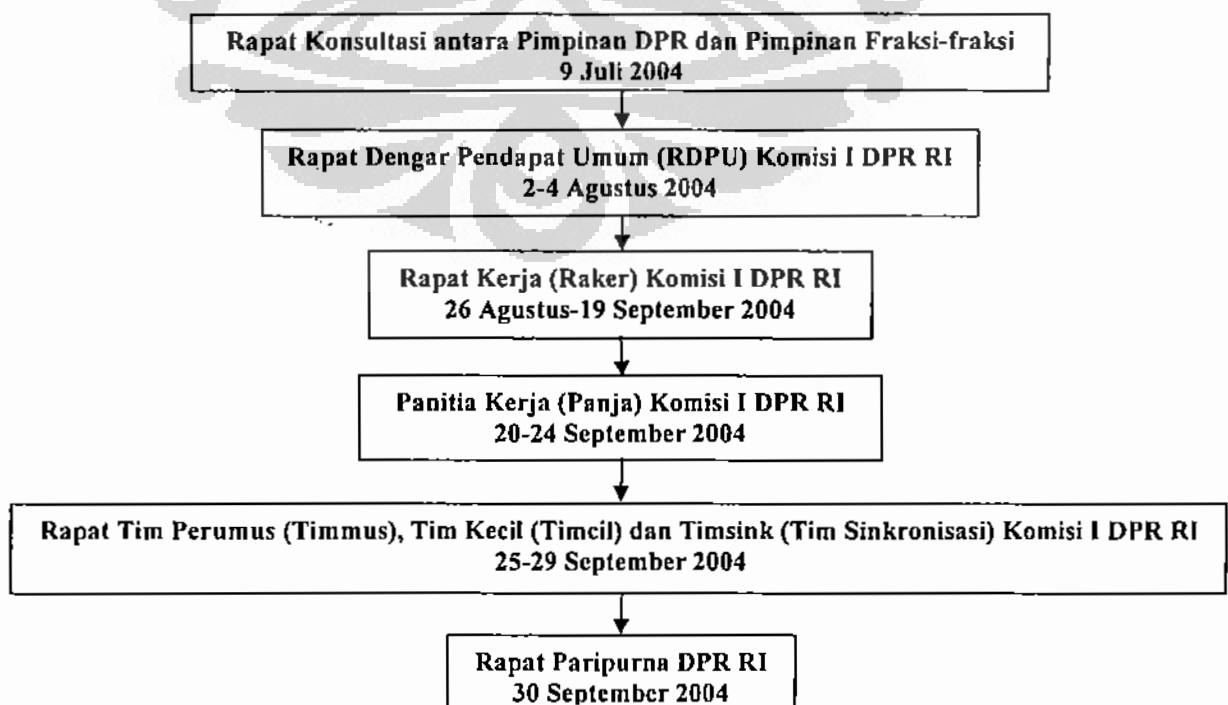 Rapat Konsultasi antara Pimpinan DPR dan Pimpinan Fraksi-fraksi
9 Juli 2004
Rapat Dengar Pendapat Umum (RDPU) Komisi I DPR RI
2-4 Agustus 2004
Rapat Kerja (Raker) Komisi I DPR RI
26 Agustus-19 September 2004
Panitia Kerja (Panja) Komisi I DPR RI
20-24 September 2004
Rapat Tim Perumus (Timmus), Tim Kecil (Timcil) dan Timsink (Tim Sinkronisasi) Komisi I DPR RI
25-29 September 2004
Rapat Paripurna DPR RI
30 September 2004